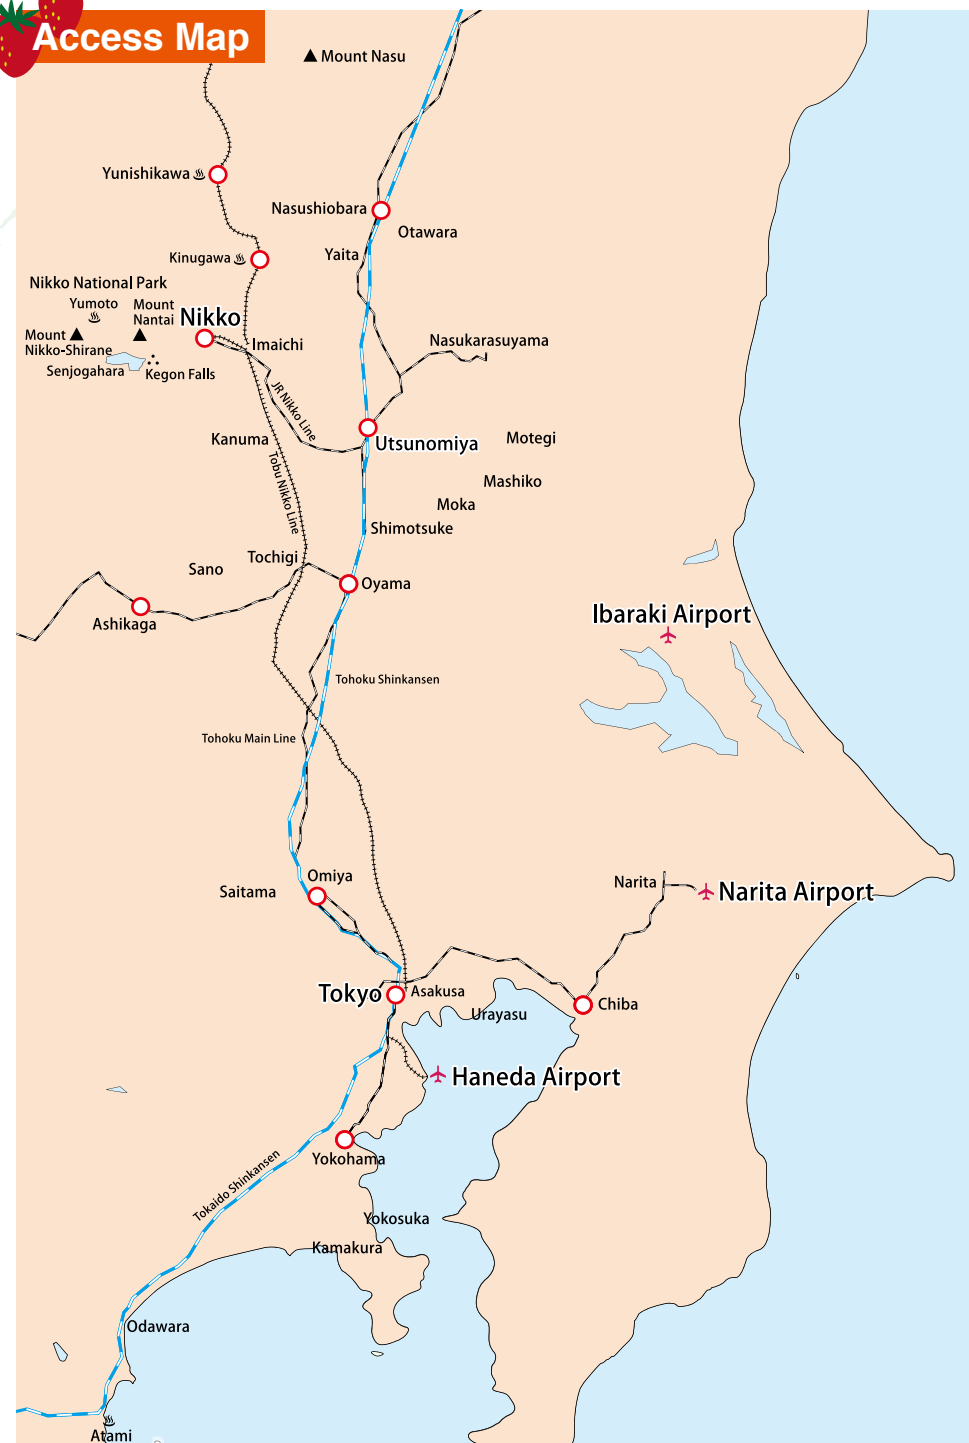 Access Map
Mount Nasu
Yunishikawa
Nasushiobara
Otawara
Yaita
Kinugawa
Nikko National Park
Yumoto
Mount
Nantai
Nikko
Mount
Nikko-Shirane
Imaichi
Senjogahara
Kegon Falls
Nasukarasuyama
JR Nikko Line
Kanuma
Utsunomiya
Motegi
Tobu Nikko Line
Mashiko
Moka
Shimotsuke
Tochigi
Sano
Oyama
Ashikaga
Ibaraki Airport
Tohoku Shinkansen
Tohoku Main Line
Omiya
Saitama
Narita
Narita Airport
Tokyo
Asakusa
Urayasu
Chiba
Haneda Airport
Yokohama
Tokaido Shinkansen
Yokosuka
Kamakura
Odawara
Atami